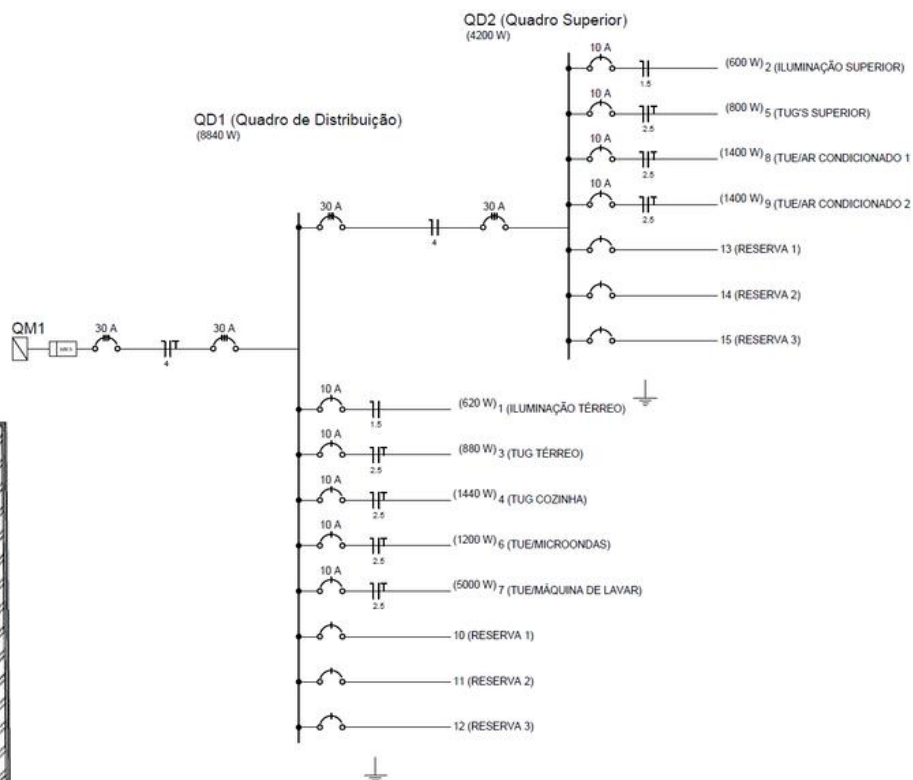 QD2 (Quadro Superior)
(4200 W)
10 A
1.5
(600 W) 2 (ILUMINAÇÃO SUPERIOR)
10 A
2.5
(800 W) 5 (TUG'S SUPERIOR)
10 A
2.5
(1400 W) 8 (TUE/AR CONDICIONADO 1
10 A
2.5
(1400 W) 9 (TUE/AR CONDICIONADO 2
13 (RESERVA 1)
14 (RESERVA 2)
15 (RESERVA 3)
QD1 (Quadro de Distribuição)
(8840 W)
30 A
4
30 A
QM1
30 A
4
30 A
10 A
1.5
(620 W) 1 (ILUMINAÇÃO TÉRREO)
10 A
2.5
(880 W) 3 (TUG TÉRREO)
10 A
2.5
(1440 W) 4 (TUG COZINHA)
10 A
2.5
(1200 W) 6 (TUE/MICROONDAS)
10 A
2.5
(5000 W) 7 (TUE/MÁQUINA DE LAVAR)
10 (RESERVA 1)
11 (RESERVA 2)
12 (RESERVA 3)